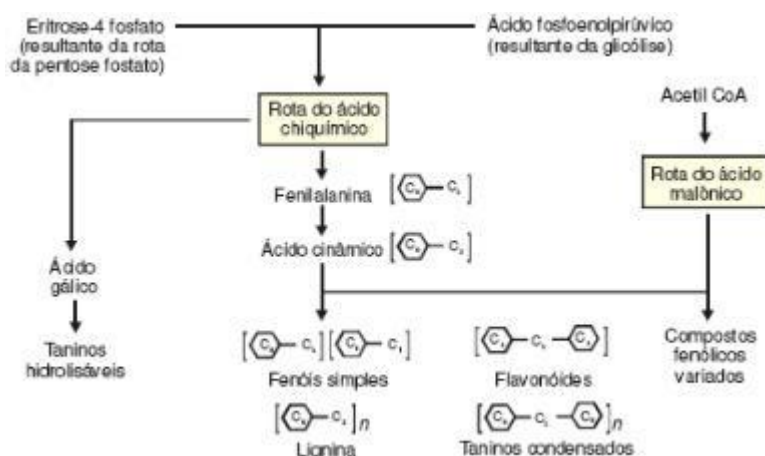 Eritrose-4 fosfato
(resultante da rota
da pentose fostato)
Ácido fosfoenolpirúvico
(resultante da glicólise)
Rota do ácido
chiquímico
Acetil CoA
Rota do ácido
malônico
Fenilalanina
Ácido cinâmico
Ácido
gálico
Taninos
hidrolisáveis
Fenóis simples
Flavonóides
Compostos
fenólicos
variados
Lignina
n
Taninos condensados
n